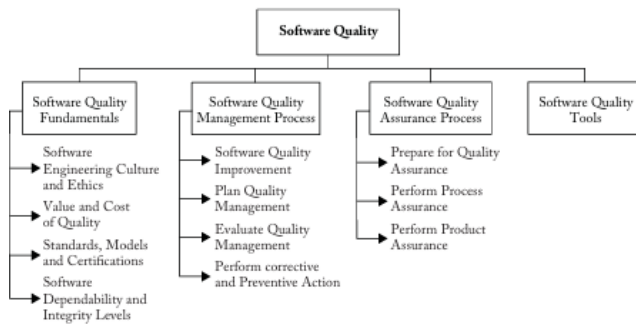 Software Quality
Software Quality
Fundamentals
Software
Engineering Culture
and Ethics
Value and Cost
of Quality
Standards, Models
and Certifications
Software
Dependability and
Integrity Levels
Software Quality
Management Process
Software Quality
Improvement
Plan Quality
Management
Evaluate Quality
Management
Perform corrective
and Preventive Action
Software Quality
Assurance Process
Prepare for Quality
Assurance
Perform Process
Assurance
Perform Product
Assurance
Software Quality
Tools